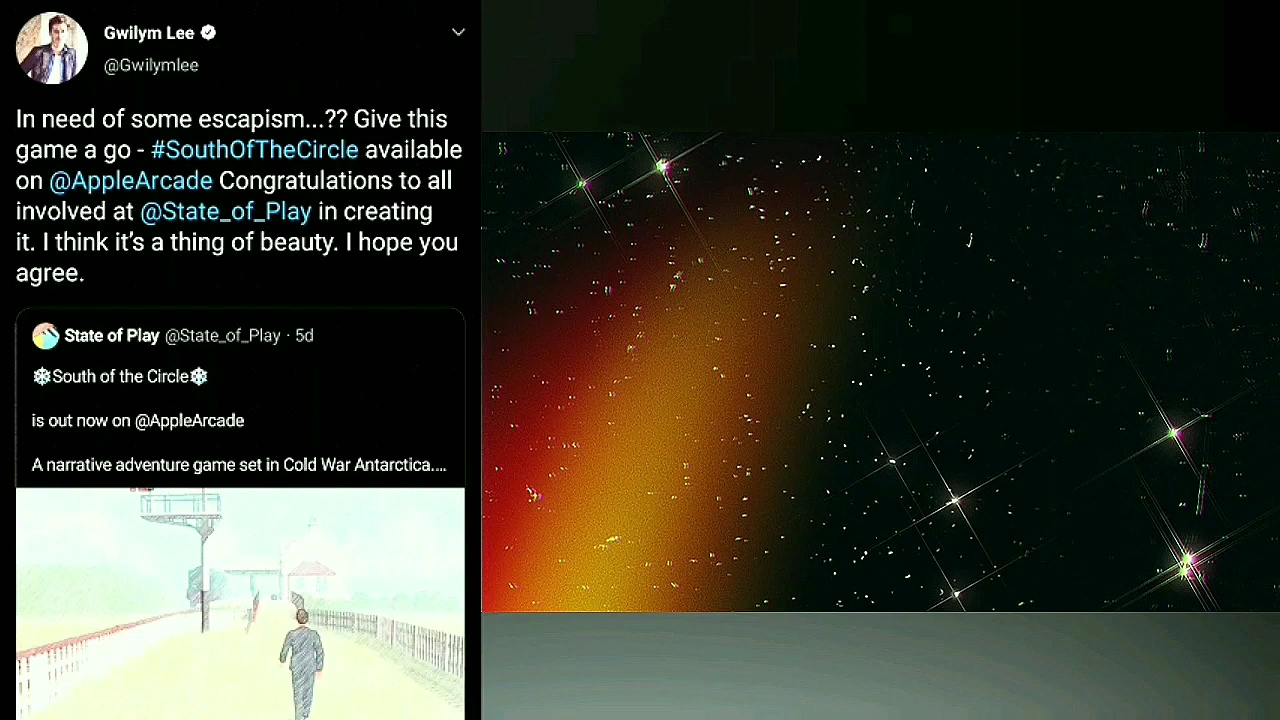 Gwilym Lee
@Gwilymlee
In need of some escapism...?? Give this
game a go - #SouthOfTheCircle available
on @AppleArcade Congratulations to all
involved at @State_of_Play in creating
it. I think it's a thing of beauty. I hope you
agree.
State of Play @State_of_Play · 5d
❄South of the Circle❄
is out now on @AppleArcade
A narrative adventure game set in Cold War Antarctica....